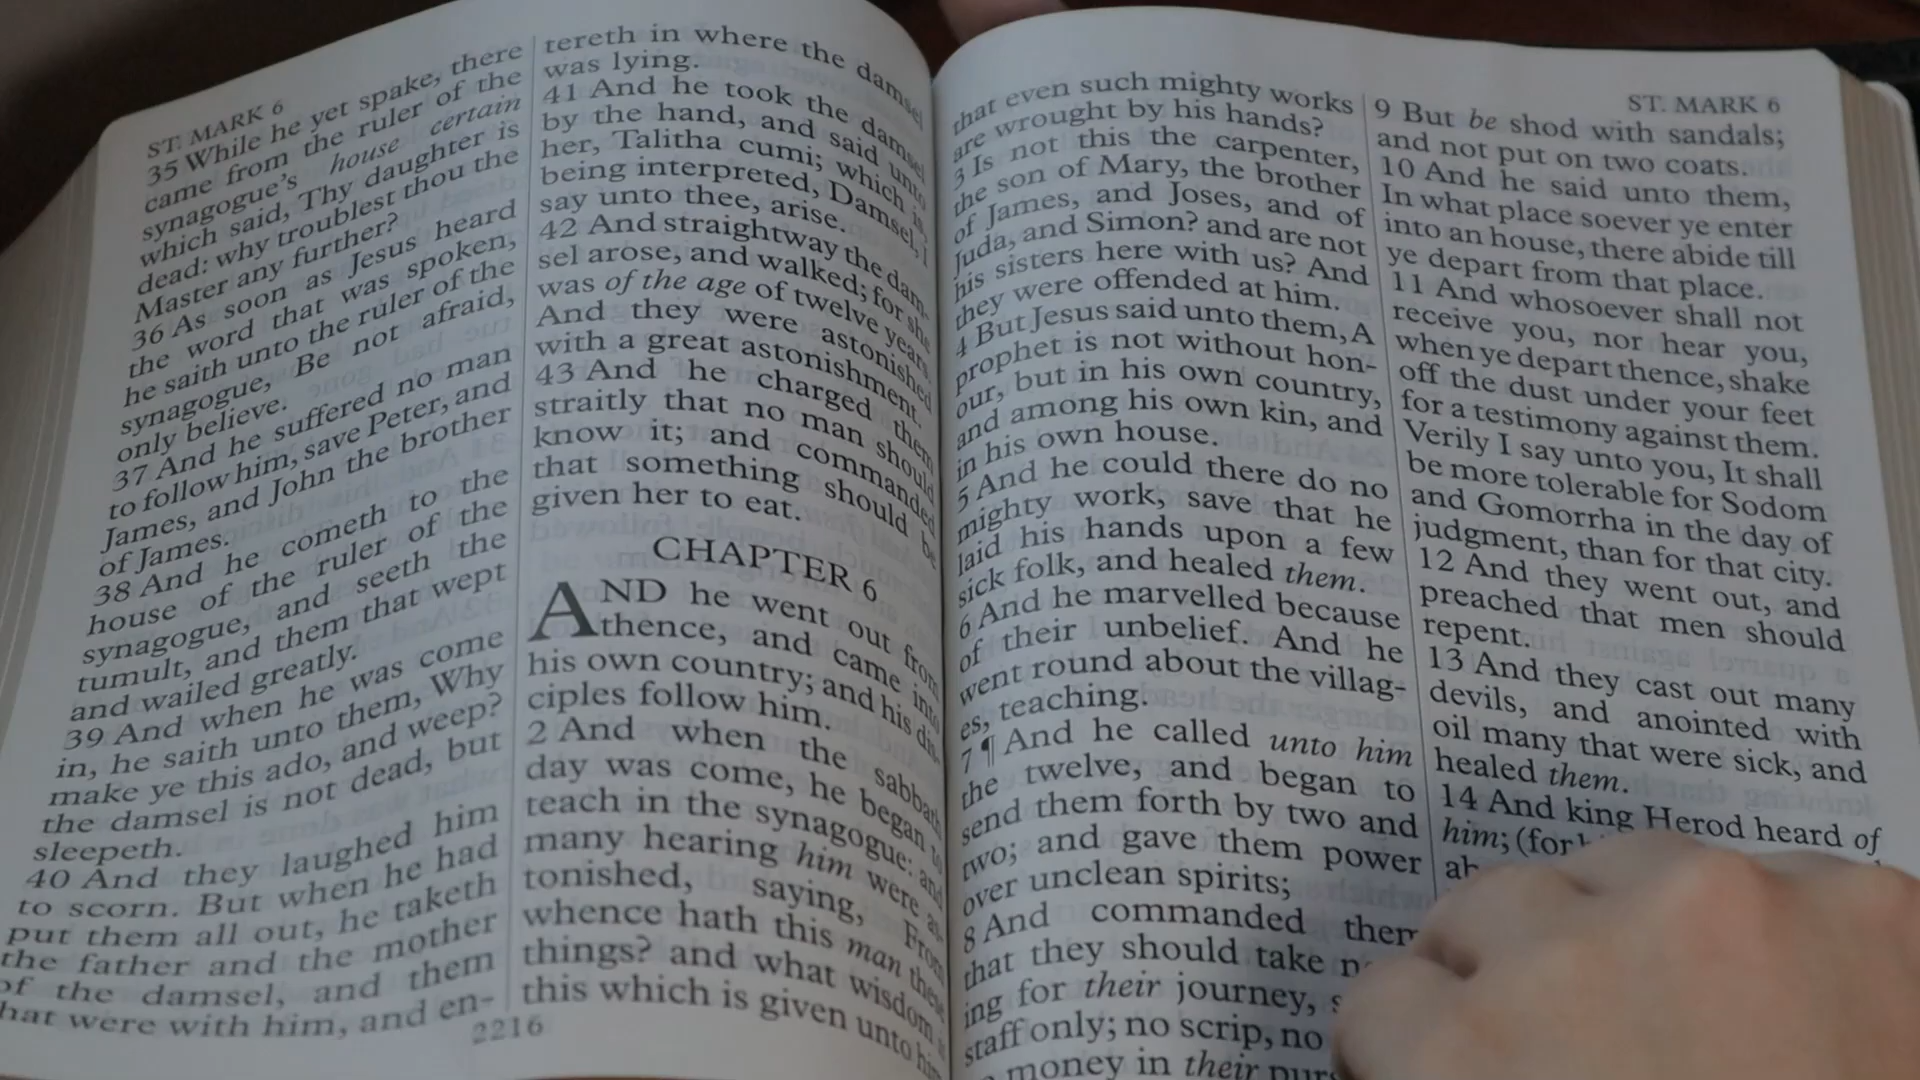 ST. MARK 6
35 While he yet spake, there
came from the ruler of the
synagogue's house certain
which said, Thy daughter is
dead: why troublest thou the
Master any further?
36 As soon as Jesus heard
the word that was spoken,
he saith unto the ruler of the
synagogue, Be not afraid,
only believe.
37 And he suffered no man
to follow him, save Peter, and
James, and John the brother
of James.
38 And he cometh to the
house of the ruler of the
synagogue, and seeth the
tumult, and them that wept
and wailed greatly.
39 And when he was come
in, he saith unto them, Why
make ye this ado, and weep?
the damsel is not dead, but
sleepeth.
40 And they laughed him
to scorn. But when he had
put them all out, he taketh
the father and the mother
of the damsel, and them
hat were with him, and en-
tereth in where the damsel
was lying.
41 And he took the damsel
by the hand, and said unto
her, Talitha cumi; which is,
being interpreted, Damsel, I
say unto thee, arise.
42 And straightway the dam-
sel arose, and walked; for she
was of the age of twelve years.
And they were astonished
with a great astonishment.
43 And he charged them
straitly that no man should
know it; and commanded
that something should be
given her to eat.
CHAPTER 6
AND he went out from
thence, and came into
his own country; and his dis-
ciples follow him.
2 And when the sabbath
day was come, he began to
teach in the synagogue: and
many hearing him were as-
tonished, saying, From
whence hath this man these
things? and what wisdom is
this which is given unto him
2216
that even such mighty works
are wrought by his hands?
3 Is not this the carpenter,
the son of Mary, the brother
of James, and Joses, and of
Juda, and Simon? and are not
his sisters here with us? And
they were offended at him.
4 But Jesus said unto them, A
prophet is not without hon-
our, but in his own country,
and among his own kin, and
in his own house.
5 And he could there do no
mighty work, save that he
laid his hands upon a few
sick folk, and healed them.
6 And he marvelled because
of their unbelief. And he
went round about the villag-
es, teaching.
7 ¶ And he called unto him
the twelve, and began to
send them forth by two and
two; and gave them power
over unclean spirits;
8 And commanded them
that they should take n
ing for their journey, s
staff only; no scrip, no
money in their purs
ST. MARK 6
9 But be shod with sandals;
and not put on two coats.
10 And he said unto them,
In what place soever ye enter
into an house, there abide till
ye depart from that place.
11 And whosoever shall not
receive you, nor hear you,
when ye depart thence, shake
off the dust under your feet
for a testimony against them.
Verily I say unto you, It shall
be more tolerable for Sodom
and Gomorrha in the day of
judgment, than for that city.
12 And they went out, and
preached that men should
repent.
13 And they cast out many
devils, and anointed with
oil many that were sick, and
healed them.
14 And king Herod heard of
him; (for